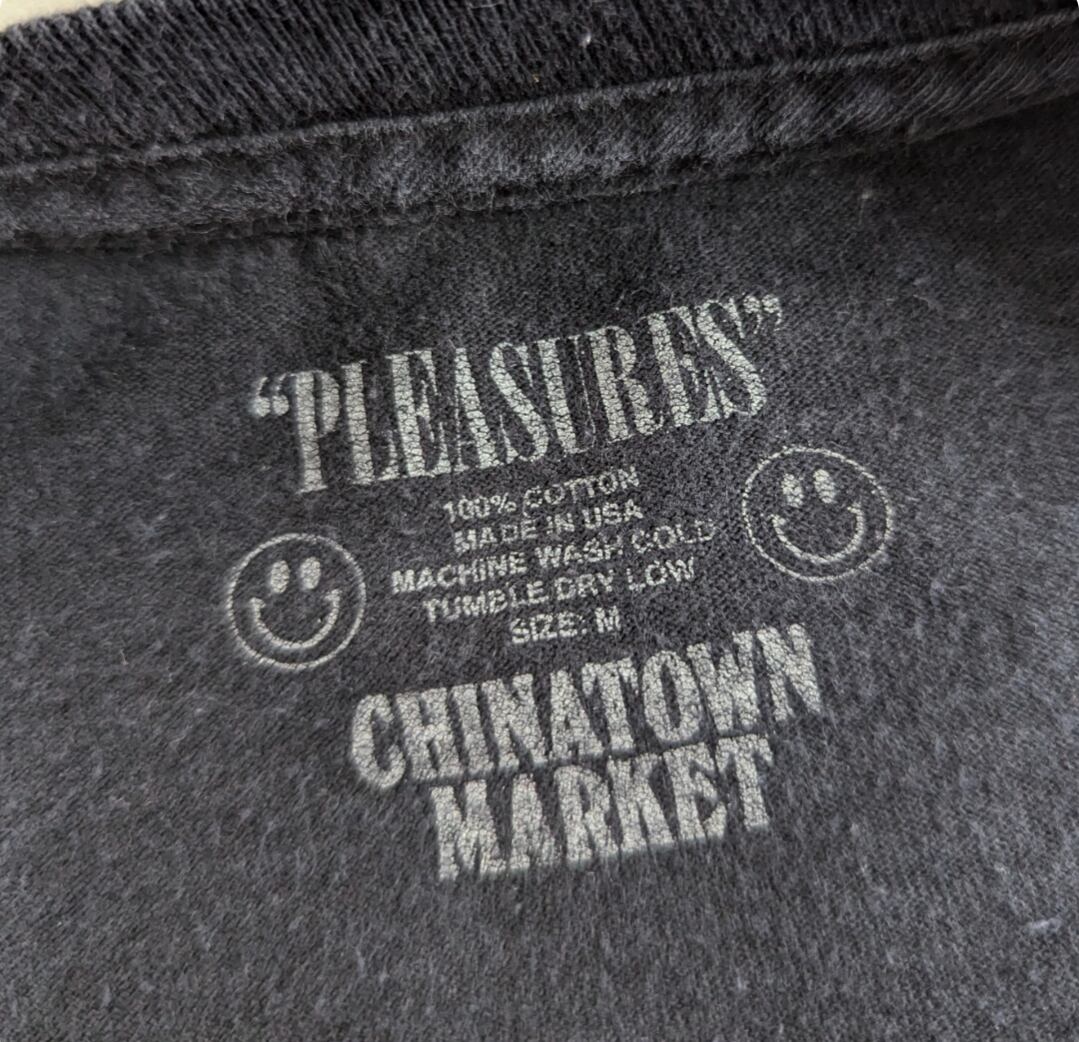 “PLEASURES”
100% COTTON
MADE IN USA
MACHINE WASH COLD
TUMBLE DRY LOW
SIZE: M
CHINATOWN
MARKET